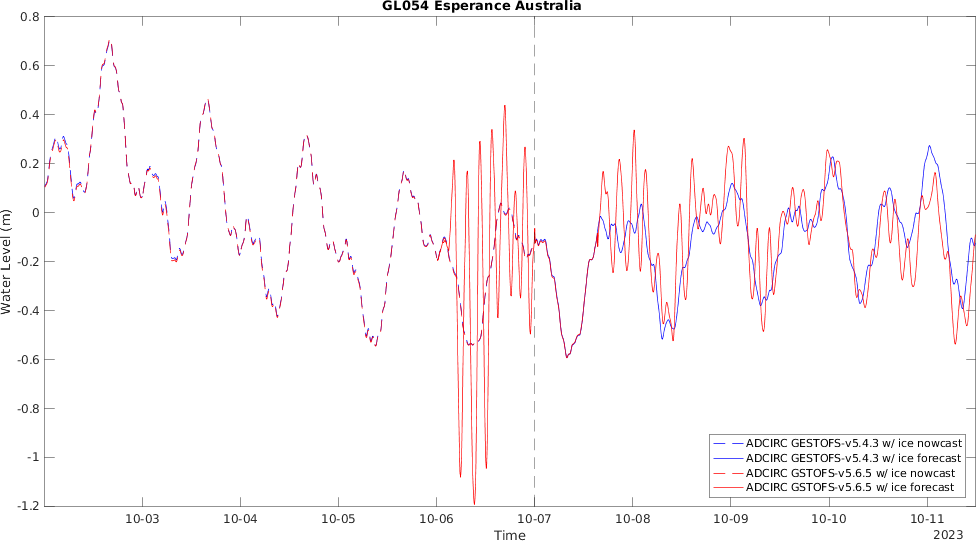 GL054 Esperance Australia
Water Level (m)
0.8
0.6
0.4
0.2
0
-0.2
-0.4
-0.6
-0.8
-1
-1.2
ADCIRC GESTOFS-v5.4.3 w/ ice nowcast
ADCIRC GESTOFS-v5.4.3 w/ ice forecast
ADCIRC GSTOFS-v5.6.5 w/ ice nowcast
ADCIRC GSTOFS-v5.6.5 w/ ice forecast
10-03 10-04 10-05 10-06 10-07 10-08 10-09 10-10 10-11
Time
2023